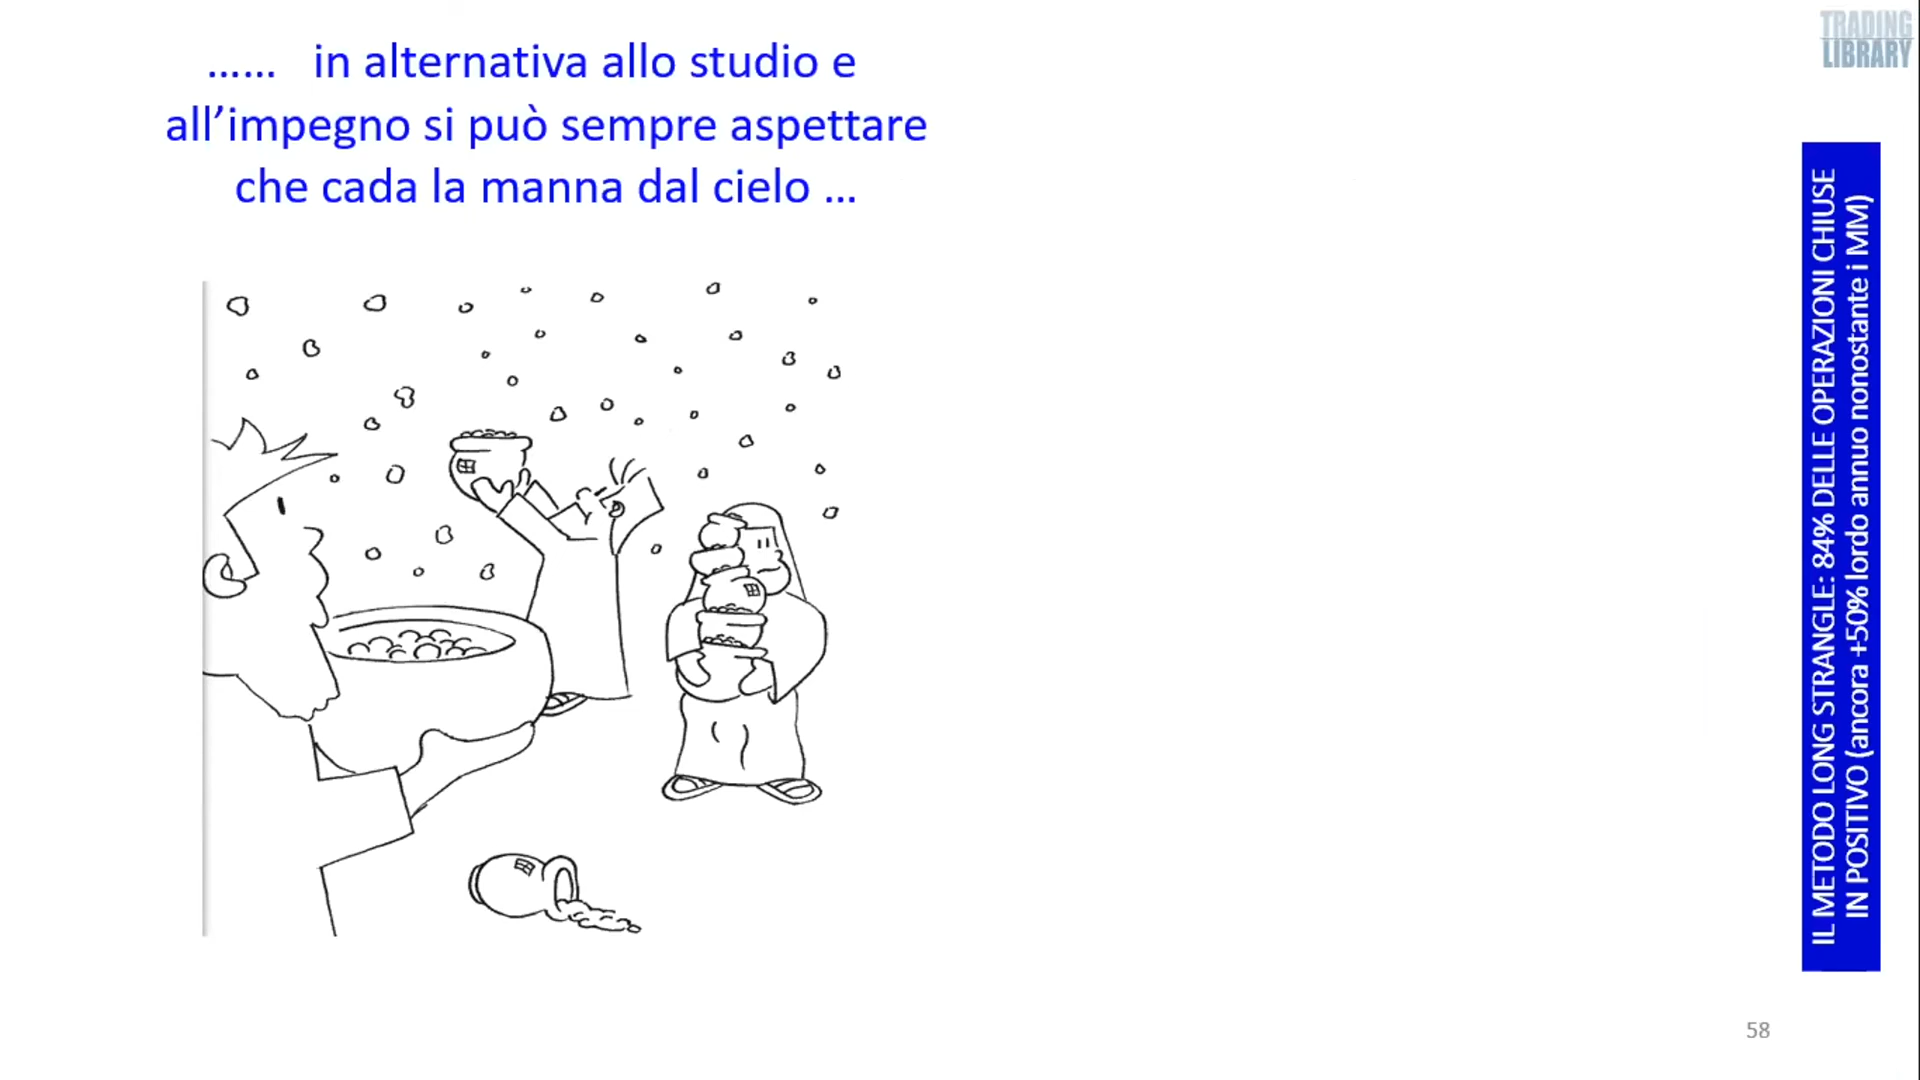 ...... in alternativa allo studio e
all’impegno si può sempre aspettare
che cada la manna dal cielo ...
TRADING
LIBRARY
IL METODO LONG STRANGLE: 84% DELLE OPERAZIONI CHIUSE
IN POSITIVO (ancora +50% lordo annuo nonostante i MM)
58